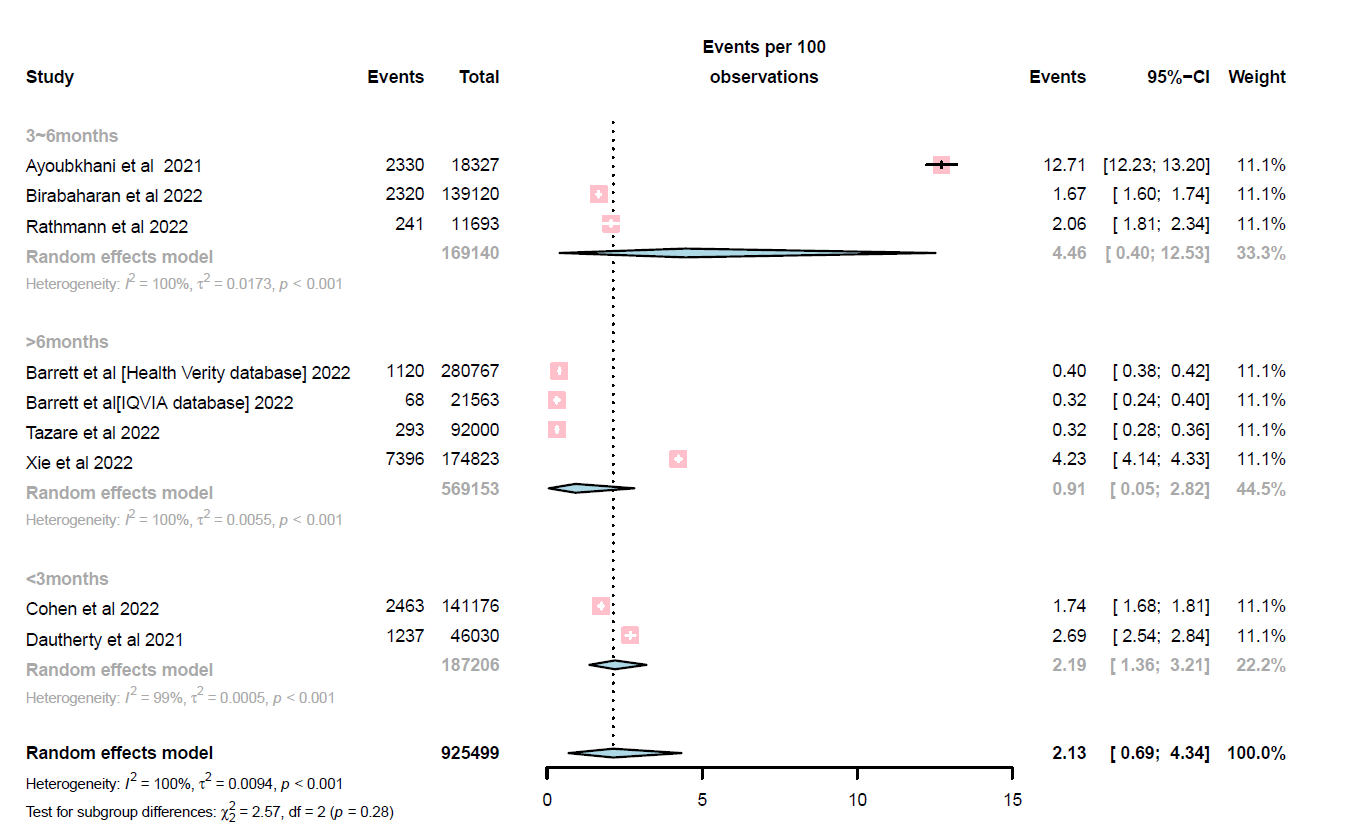 Events per 100
Study Events Total observations Events 95%−CI Weight
3~6months
Ayoubkhani et al 2021 2330 18327 12.71 [12.23; 13.20] 11.1%
Birabaharan et al 2022 2320 139120 1.67 [ 1.60; 1.74] 11.1%
Rathmann et al 2022 241 11693 2.06 [ 1.81; 2.34] 11.1%
Random effects model 169140 4.46 [ 0.40; 12.53] 33.3%
Heterogeneity: I² = 100%, τ² = 0.0173, p < 0.001
>6months
Barrett et al [Health Verity database] 2022 1120 280767 0.40 [ 0.38; 0.42] 11.1%
Barrett et al[IQVIA database] 2022 68 21563 0.32 [ 0.24; 0.40] 11.1%
Tazare et al 2022 293 92000 0.32 [ 0.28; 0.36] 11.1%
Xie et al 2022 7396 174823 4.23 [ 4.14; 4.33] 11.1%
Random effects model 569153 0.91 [ 0.05; 2.82] 44.5%
Heterogeneity: I² = 100%, τ² = 0.0055, p < 0.001
<3months
Cohen et al 2022 2463 141176 1.74 [ 1.68; 1.81] 11.1%
Dautherty et al 2021 1237 46030 2.69 [ 2.54; 2.84] 11.1%
Random effects model 187206 2.19 [ 1.36; 3.21] 22.2%
Heterogeneity: I² = 99%, τ² = 0.0005, p < 0.001
Random effects model 925499 2.13 [ 0.69; 4.34] 100.0%
Heterogeneity: I² = 100%, τ² = 0.0094, p < 0.001
0 5 10 15
Test for subgroup differences: χ²₂ = 2.57, df = 2 (p = 0.28)